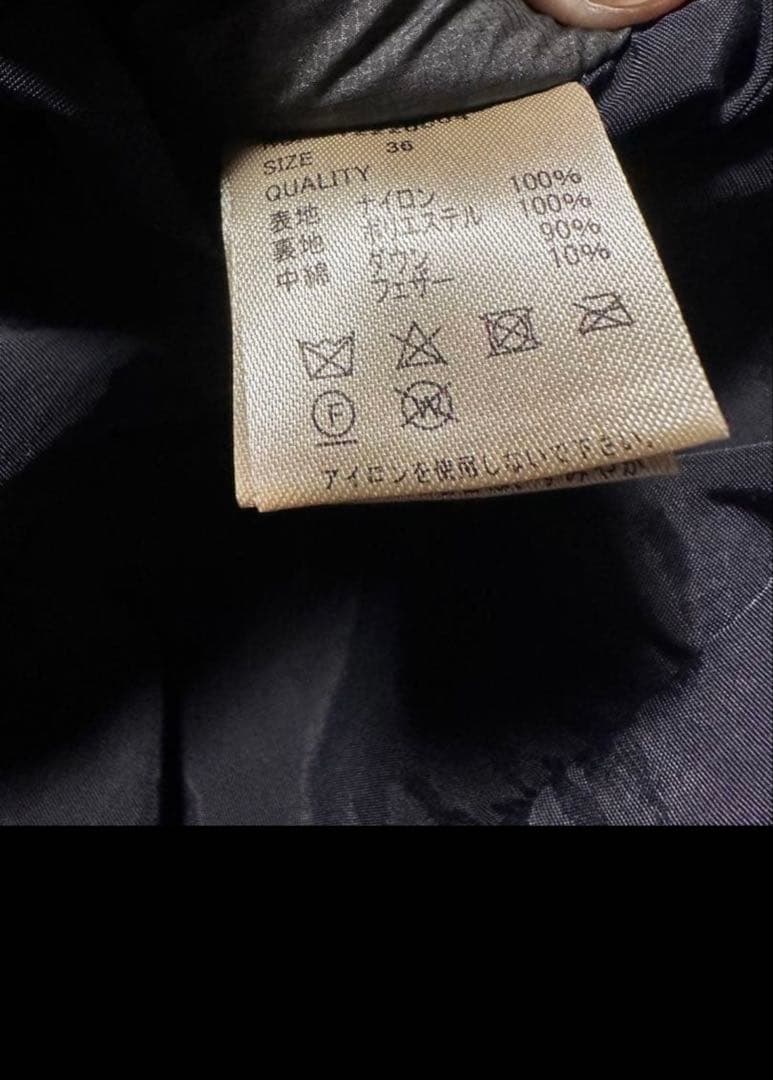 SIZE 36
QUALITY
表地 ナイロン 100%
裏地 ポリエステル 100%
中綿 ダウン 90%
フェザー 10%
F W
アイロンを使用しないで下さい。